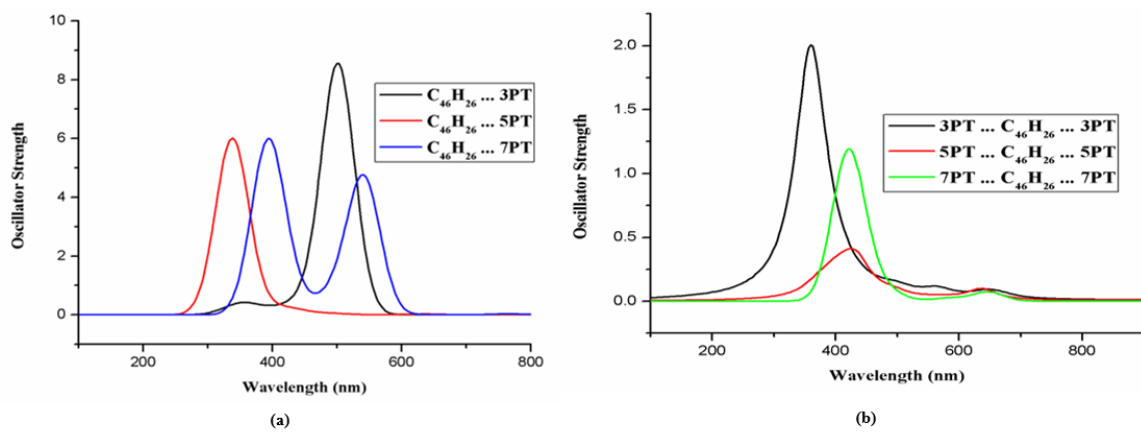 10
8
6
4
2
0
200 400 600 800
Oscillator Strength
Wavelength (nm)
C₄₆H₂₆ ... 3PT
C₄₆H₂₆ ... 5PT
C₄₆H₂₆ ... 7PT
(a)
2.0
1.5
1.0
0.5
0.0
200 400 600 800
Oscillator Strength
Wavelength (nm)
3PT ... C₄₆H₂₆ ... 3PT
5PT ... C₄₆H₂₆ ... 5PT
7PT ... C₄₆H₂₆ ... 7PT
(b)